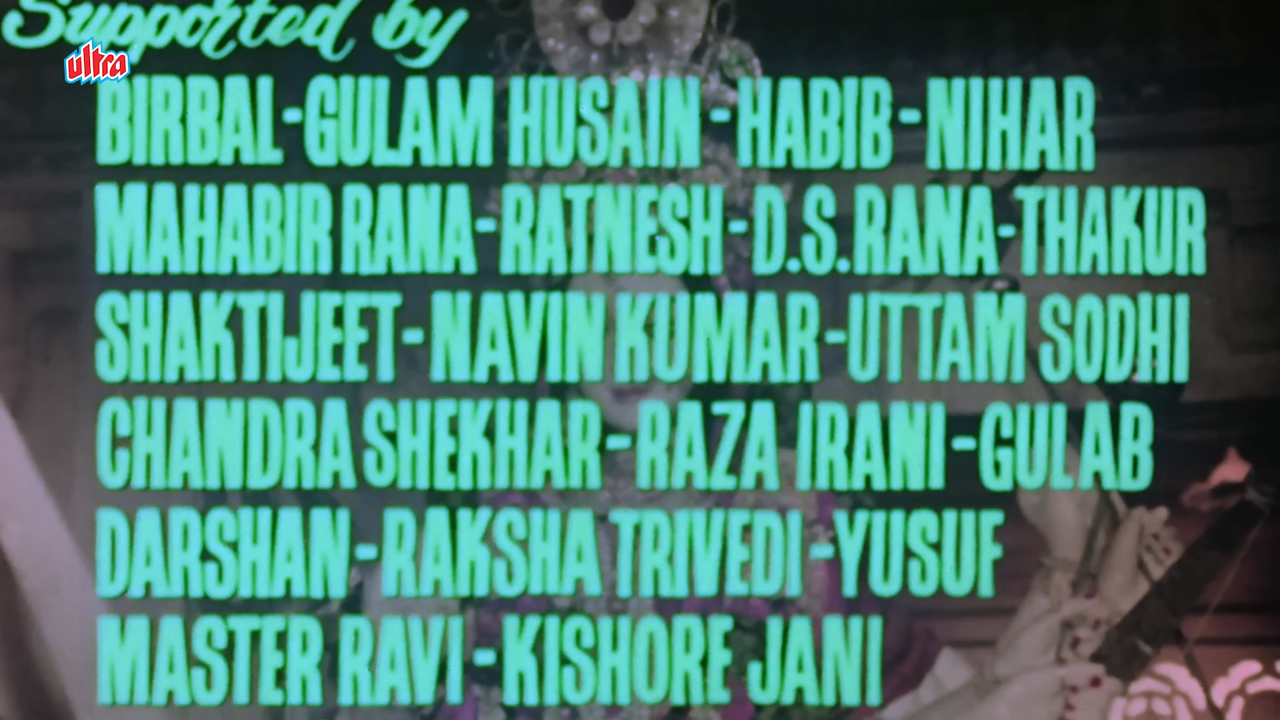 Supported by
ultra
BIRBAL-GULAM HUSAIN-HABIB-NIHAR
MAHABIR RANA-RATNESH-D.S.RANA-THAKUR
SHAKTIJEET-NAVIN KUMAR-UTTAM SODHI
CHANDRA SHEKHAR-RAZA IRANI-GULAB
DARSHAN-RAKSHA TRIVEDI-YUSUF
MASTER RAVI-KISHORE JANI